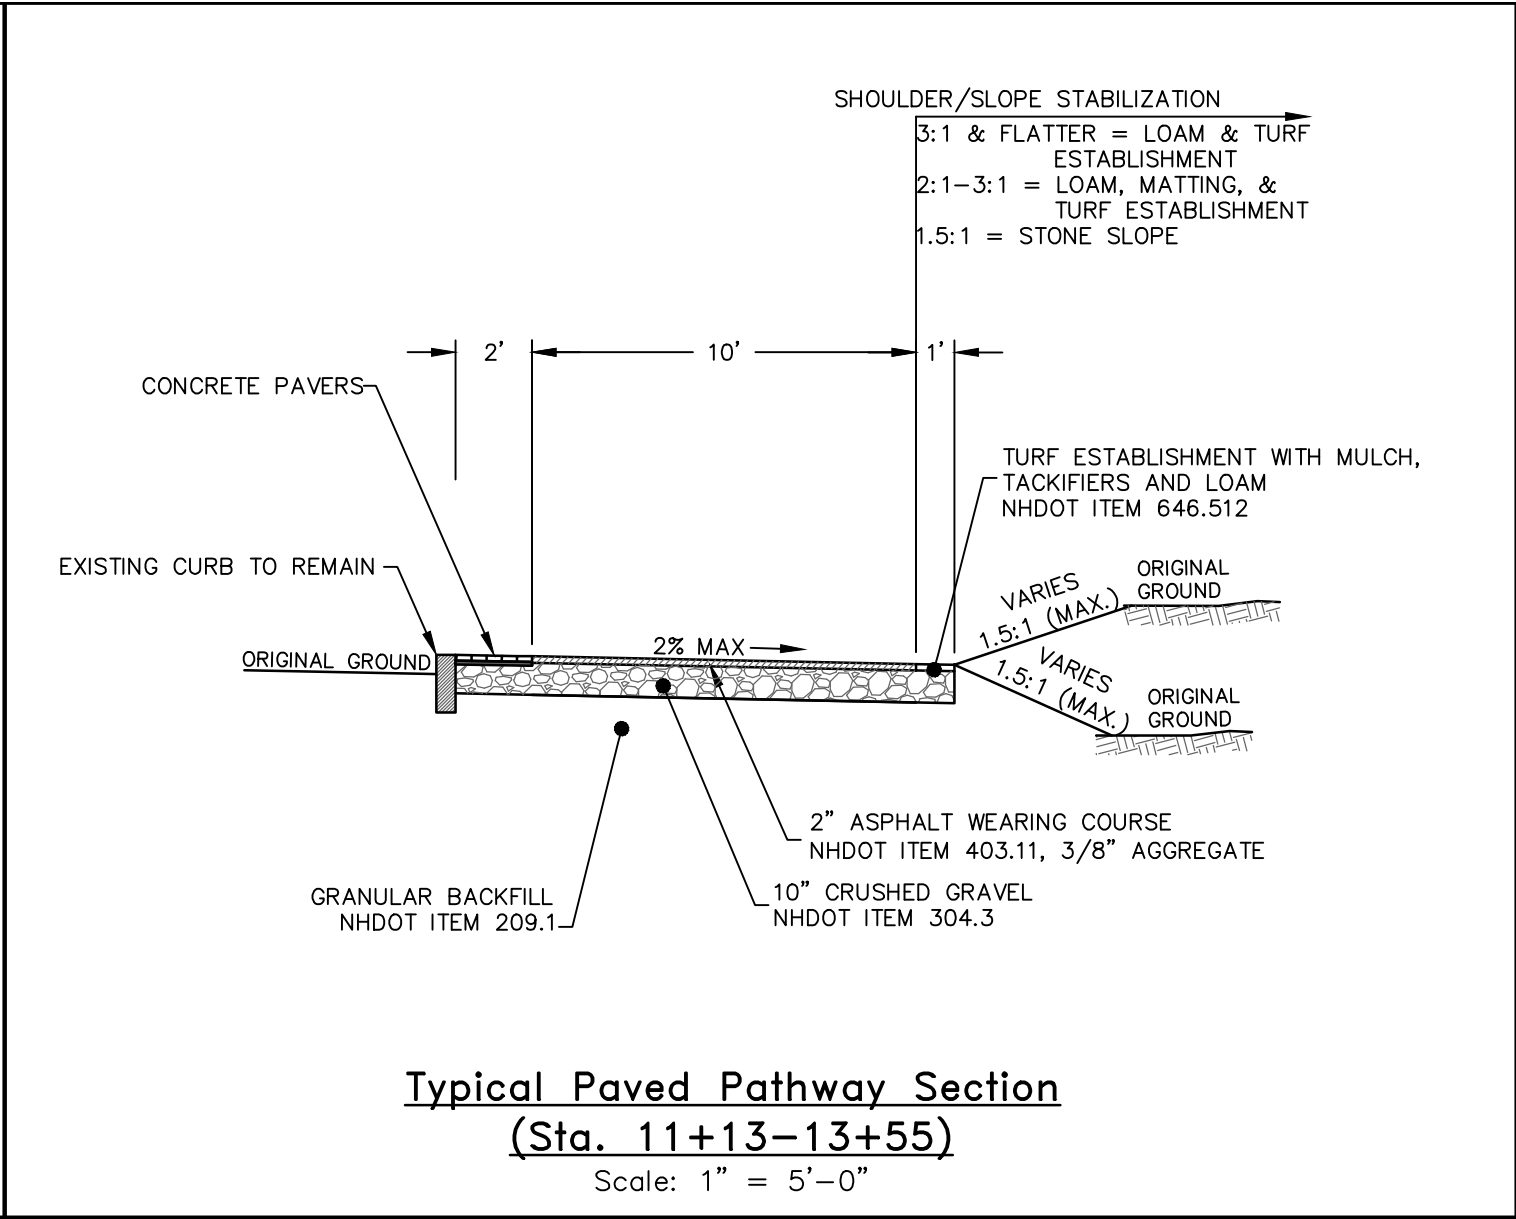 SHOULDER/SLOPE STABILIZATION
3:1 & FLATTER = LOAM & TURF
ESTABLISHMENT
2:1-3:1 = LOAM, MATTING, &
TURF ESTABLISHMENT
1.5:1 = STONE SLOPE
2'
10'
1'
CONCRETE PAVERS
TURF ESTABLISHMENT WITH MULCH,
TACKIFIERS AND LOAM
NHDOT ITEM 646.512
EXISTING CURB TO REMAIN
ORIGINAL
GROUND
VARIES
1.5:1 (MAX.)
2% MAX
ORIGINAL GROUND
VARIES
1.5:1 (MAX.)
ORIGINAL
GROUND
2" ASPHALT WEARING COURSE
NHDOT ITEM 403.11, 3/8" AGGREGATE
10" CRUSHED GRAVEL
NHDOT ITEM 304.3
GRANULAR BACKFILL
NHDOT ITEM 209.1
Typical Paved Pathway Section
(Sta. 11+13-13+55)
Scale: 1" = 5'-0"